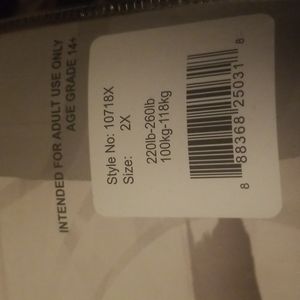 INTENDED FOR ADULT USE ONLY
AGE GRADE 14+
Style No: 10718X
Size: 2X
220lb-260lb
100kg-118kg
8 88368 25031 8